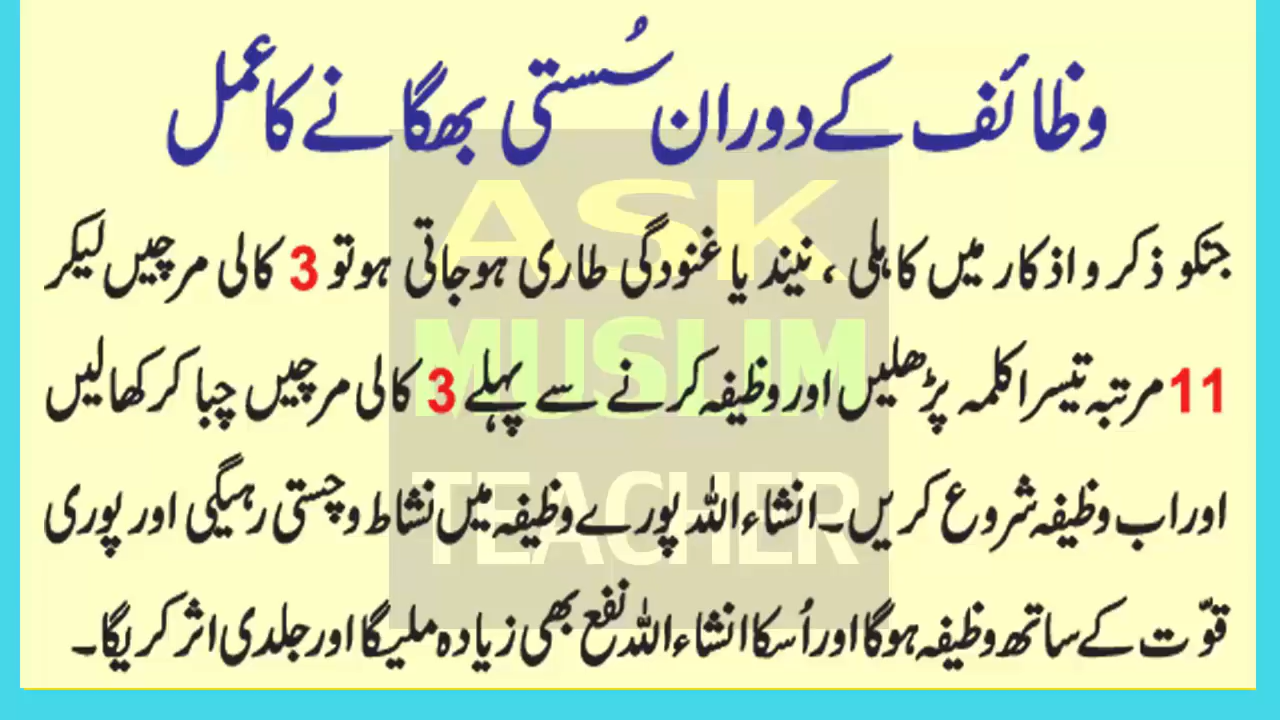 وظائف کے دوران سُستی بھگانے کا عمل
جنکو ذکر و اذکار میں کاہلی ، نیند یا غنودگی طاری ہوجاتی ہو تو 3 کالی مرچیں لیکر
11 مرتبہ تیسرا کلمہ پڑھلیں اور وظیفہ کرنے سے پہلے 3 کالی مرچیں چبا کر کھالیں
اور اب وظیفہ شروع کریں۔ انشاء اللہ پورے وظیفہ میں نشاط و چستی رہیگی اور پوری
قوّت کے ساتھ وظیفہ ہوگا اور اُسکا انشاء اللہ نفع بھی زیادہ ملیگا اور جلدی اثر کریگا۔
ASK
MUSLIM
TEACHER